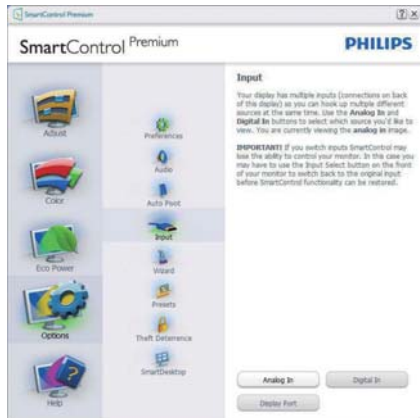 SmartControl Premium
SmartControl Premium
PHILIPS
Adjust
Color
Eco Power
Options
Help
Preferences
Audio
Auto Pivot
Input
Wizard
Presets
Theft Deterrence
SmartDesktop
Input
Your display has multiple inputs (connections on back
of this display) so you can hook up multiple different
sources at the same time. Use the Analog In and
Digital In buttons to select which source you'd like to
view. You are currently viewing the analog in image.
IMPORTANT! If you switch inputs SmartControl may
lose the ability to control your monitor. In this case you
may have to use the Input Select button on the front
of your monitor to switch back to the original input
before SmartControl functionality can be restored.
Analog In
Digital In
Display Port